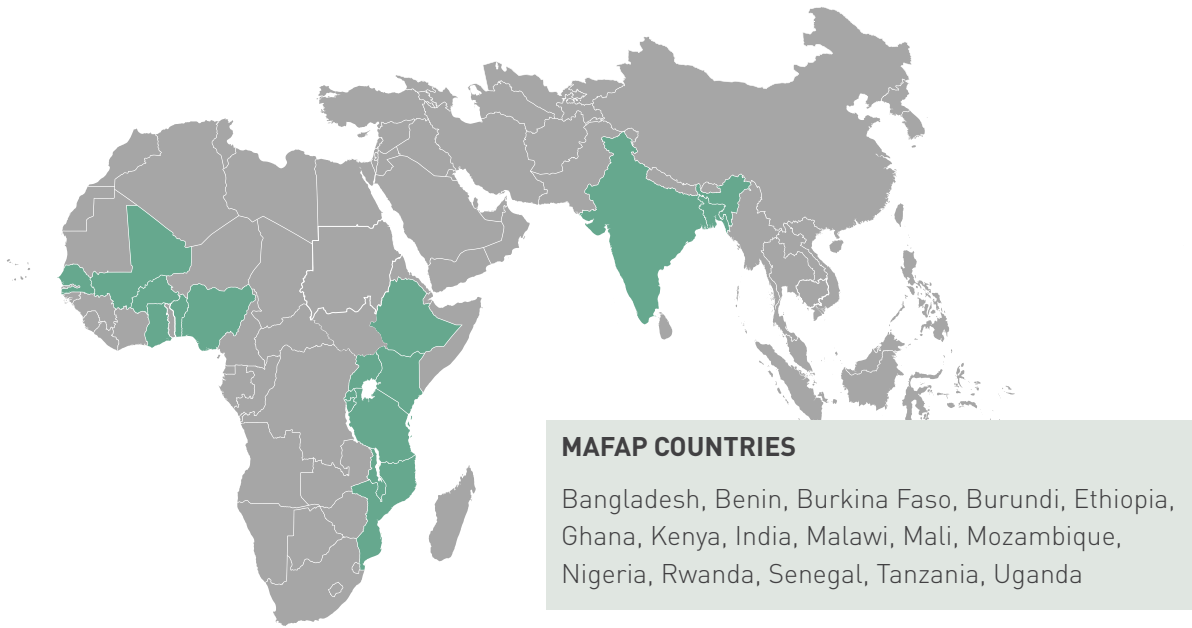 MAFAP COUNTRIES
Bangladesh, Benin, Burkina Faso, Burundi, Ethiopia,
Ghana, Kenya, India, Malawi, Mali, Mozambique,
Nigeria, Rwanda, Senegal, Tanzania, Uganda